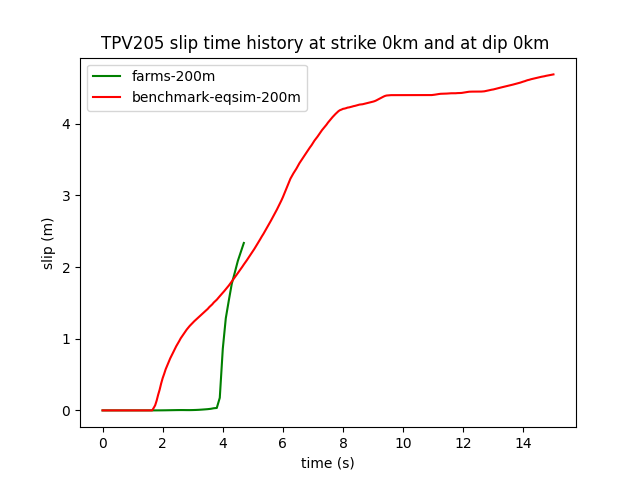 TPV205 slip time history at strike 0km and at dip 0km
farms-200m
benchmark-eqsim-200m
slip (m)
4
3
2
1
0
0 2 4 6 8 10 12 14
time (s)